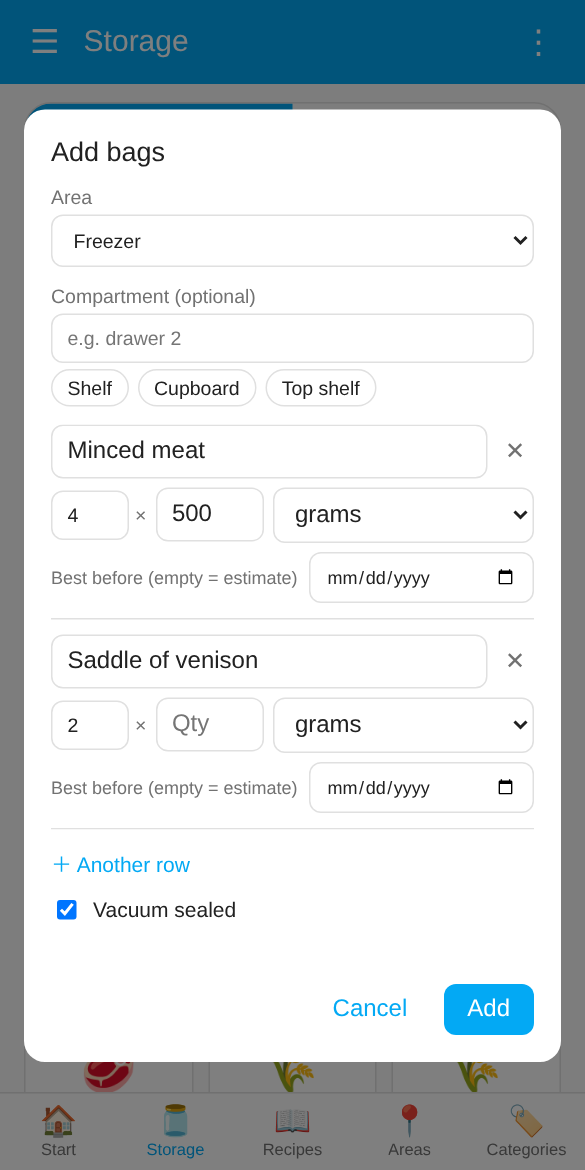 ☰ Storage ⋮
Add bags
Area
Freezer
Compartment (optional)
e.g. drawer 2
Shelf Cupboard Top shelf
Minced meat ✕
4 × 500 grams
Best before (empty = estimate) mm/dd/yyyy
Saddle of venison ✕
2 × Qty grams
Best before (empty = estimate) mm/dd/yyyy
+ Another row
Vacuum sealed
Cancel Add
Start Storage Recipes Areas Categories